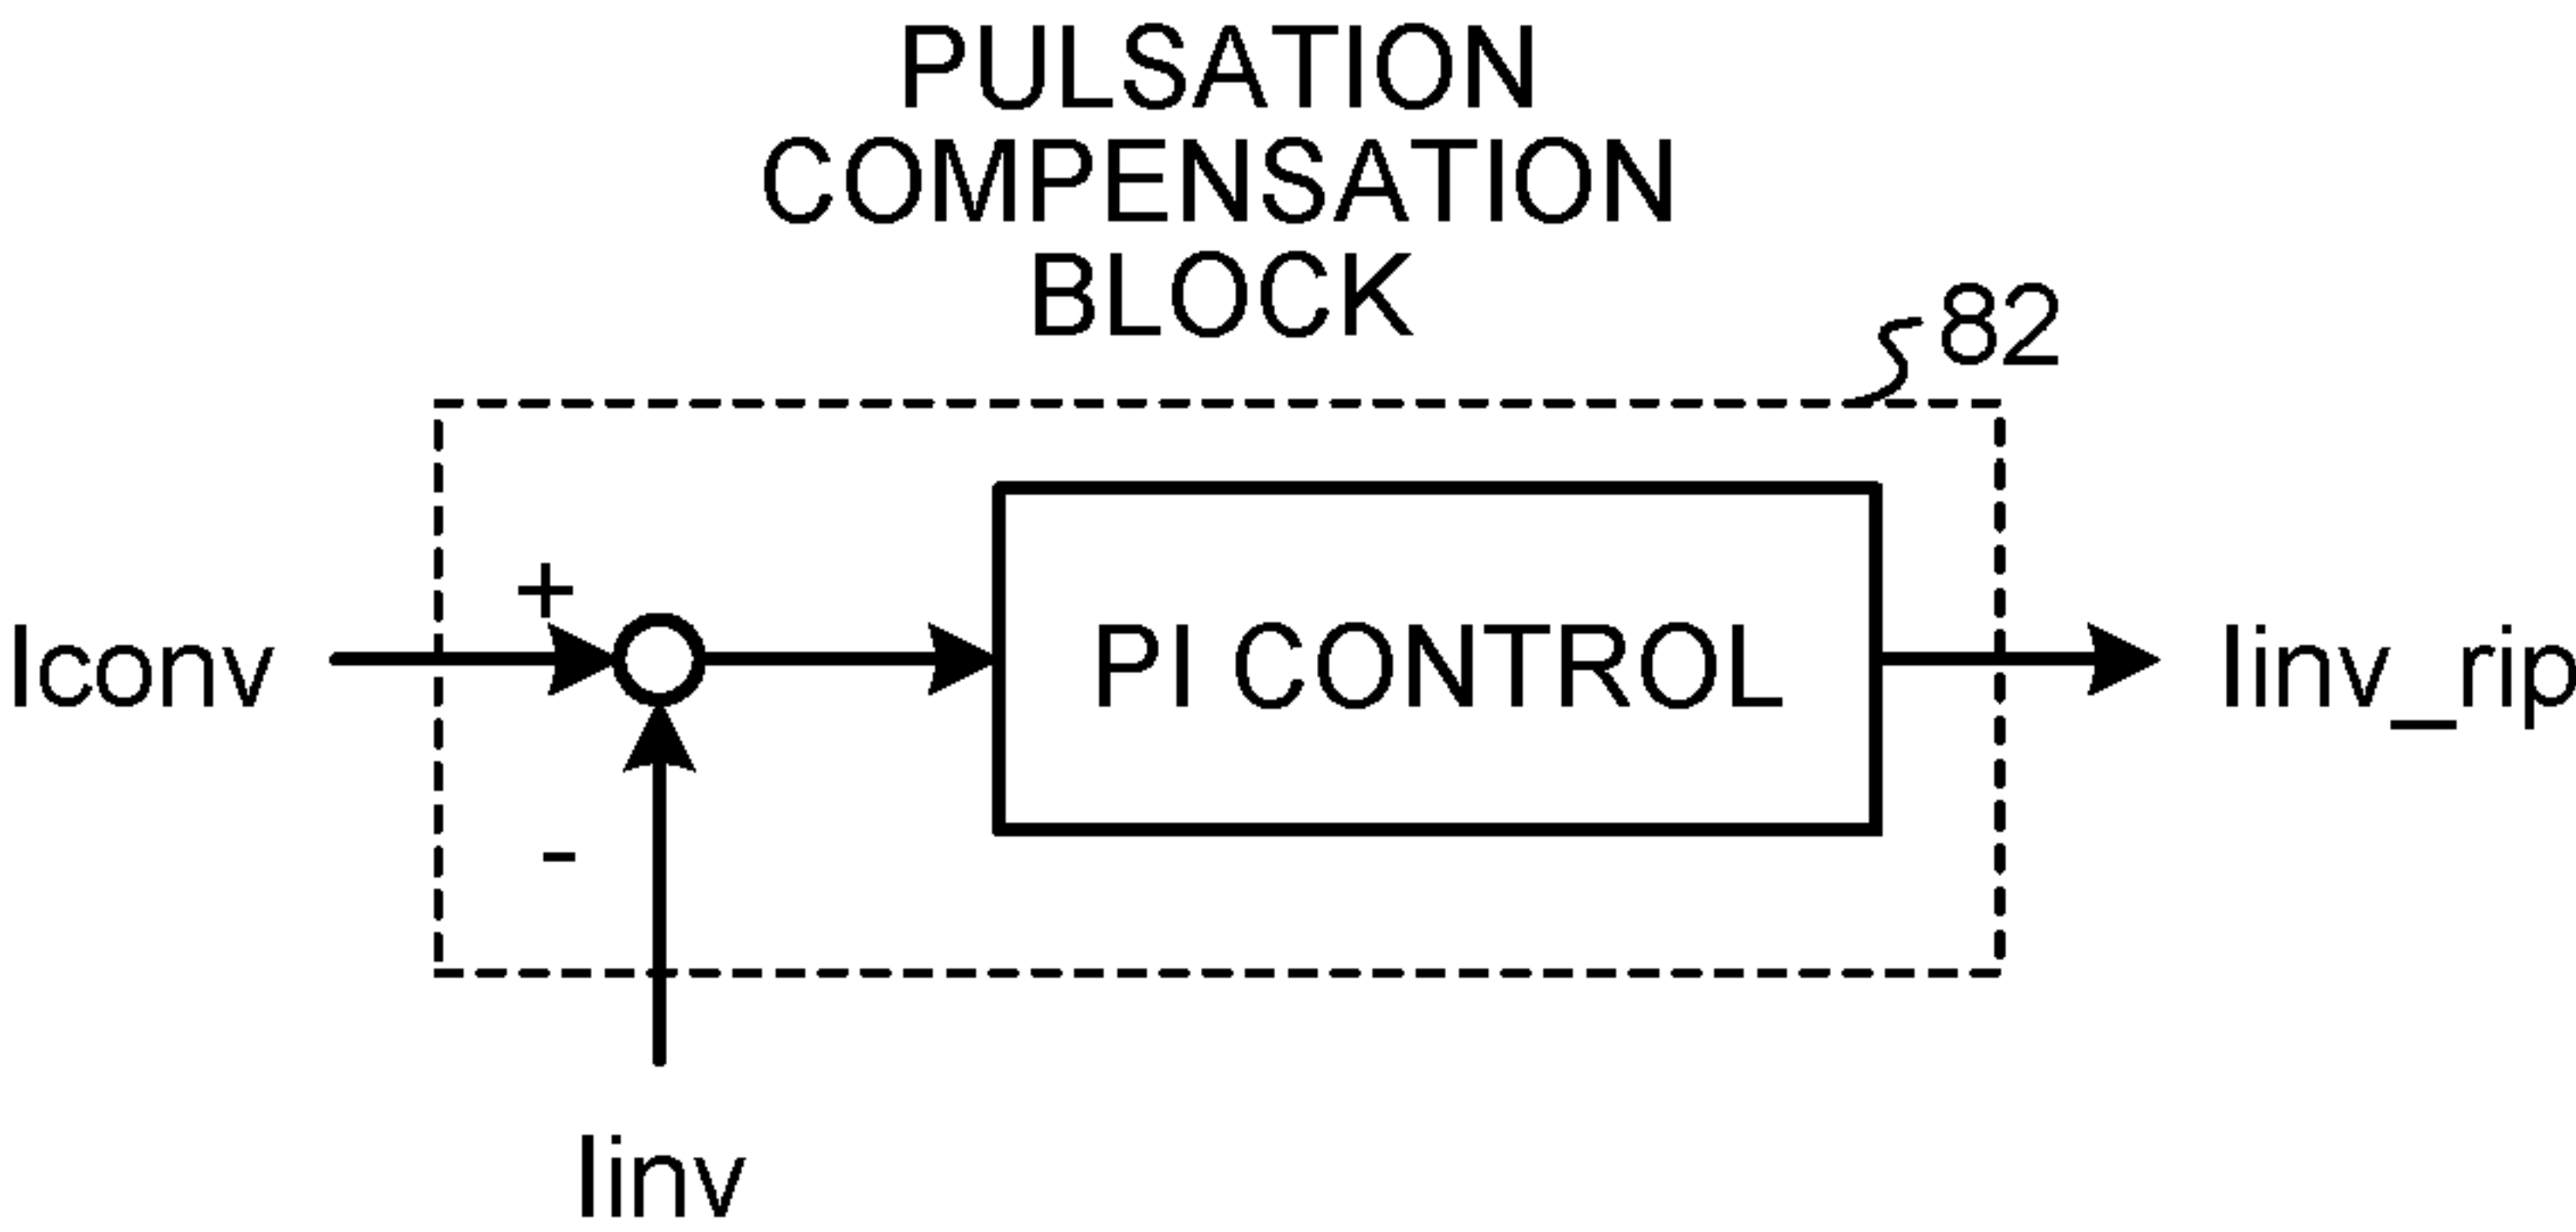 PULSATION
COMPENSATION
BLOCK
82
+
Iconv
PI CONTROL
Iinv_rip
-
Iinv